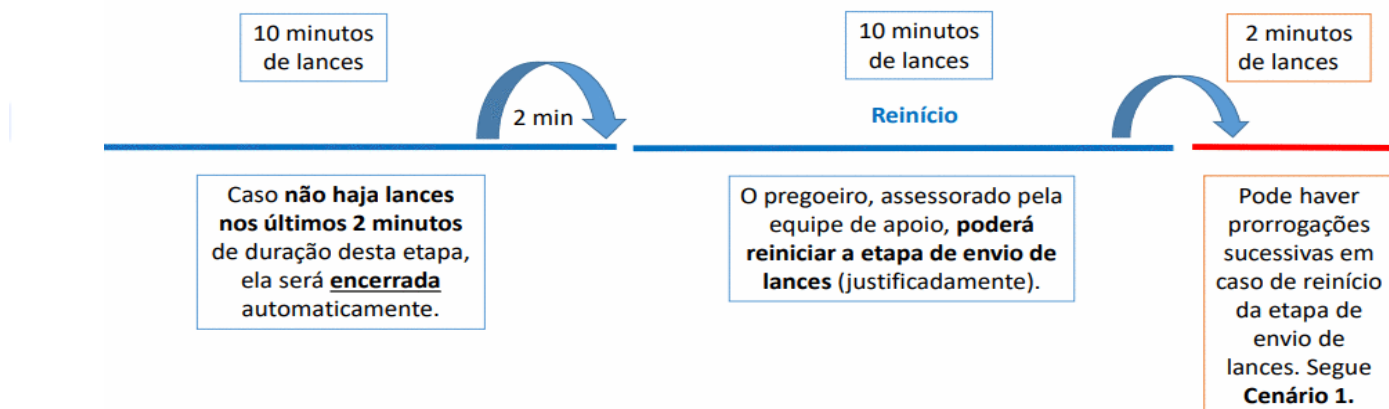 10 minutos
de lances
2 min
Caso não haja lances
nos últimos 2 minutos
de duração desta etapa,
ela será encerrada
automaticamente.
10 minutos
de lances
Reinício
O pregoeiro, assessorado pela
equipe de apoio, poderá
reiniciar a etapa de envio de
lances (justificadamente).
2 minutos
de lances
Pode haver
prorrogações
sucessivas em
caso de reinício
da etapa de
envio de
lances. Segue
Cenário 1.